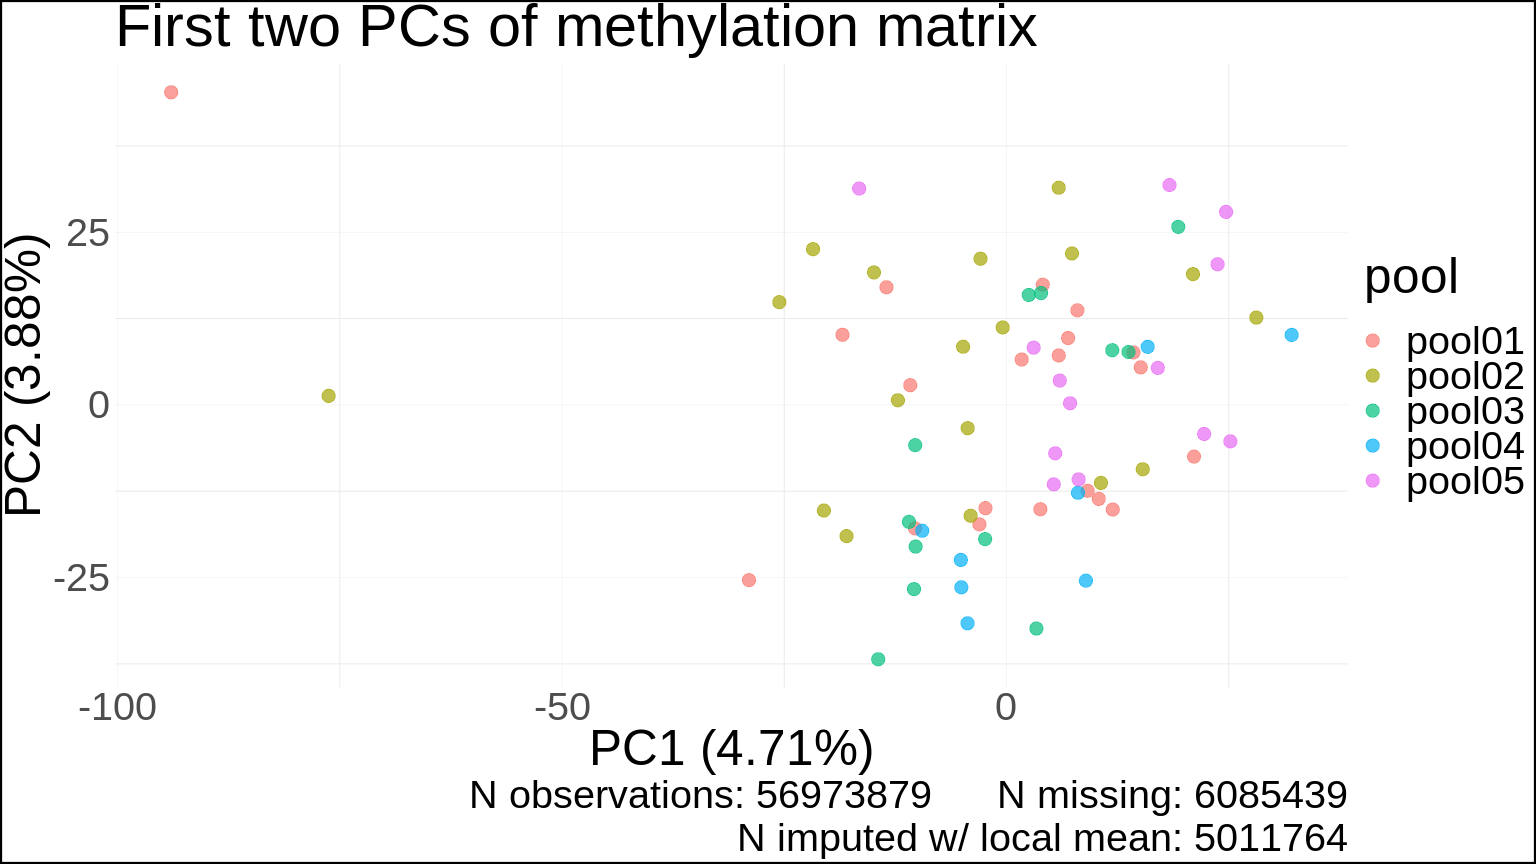 First two PCs of methylation matrix
PC2 (3.88%)
25
0
-25
-100
-50
0
PC1 (4.71%)
pool
pool01
pool02
pool03
pool04
pool05
N observations: 56973879 N missing: 6085439
N imputed w/ local mean: 5011764